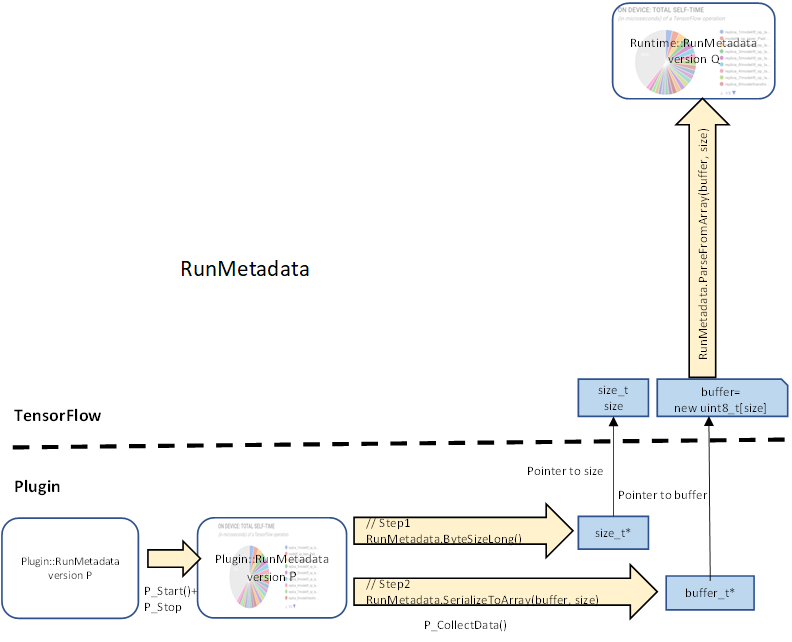 ON DEVICE: TOTAL SELF-TIME
(in microseconds) of a TensorFlow operation
Runtime::RunMetadata
version Q
RunMetadata.ParseFromArray(buffer, size)
RunMetadata
size_t
size
buffer=
new uint8_t[size]
TensorFlow
Pointer to size
Plugin
Pointer to buffer
Plugin::RunMetadata
version P
P_Start()+
P_Stop
ON DEVICE: TOTAL SELF-TIME
(in microseconds) of a TensorFlow operation
Plugin::RunMetadata
version P
// Step1
RunMetadata.ByteSizeLong()
size_t*
// Step2
RunMetadata.SerializeToArray(buffer, size)
buffer_t*
P_CollectData()